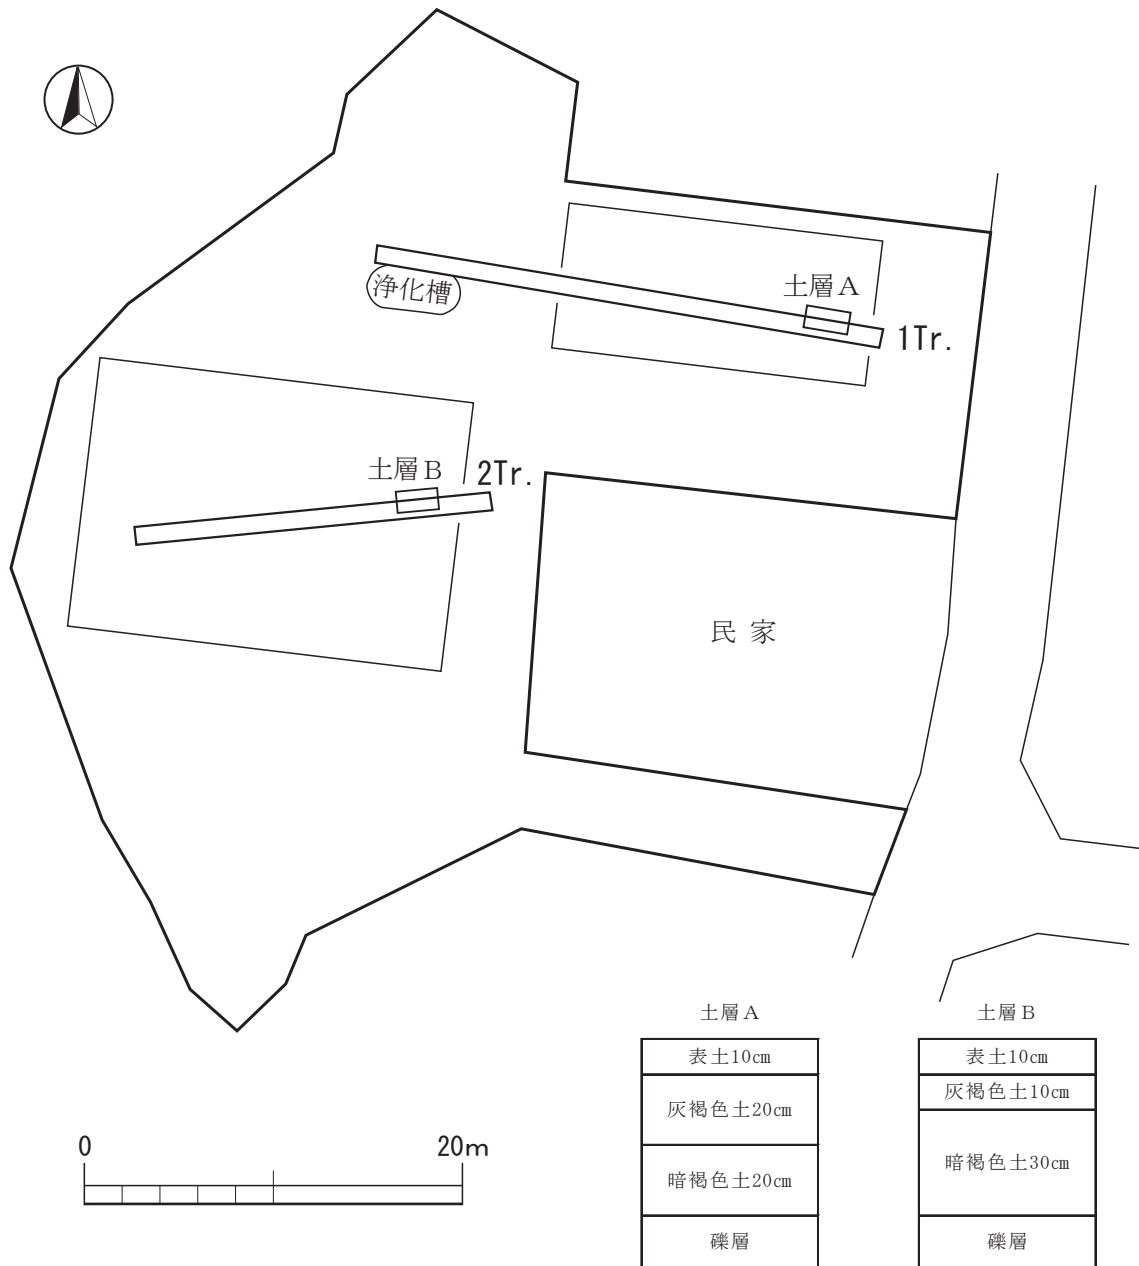 土層A
浄化槽
1Tr.
土層B
2Tr.
民家
土層A
表土10㎝
灰褐色土20㎝
暗褐色土20㎝
礫層
土層B
表土10㎝
灰褐色土10㎝
暗褐色土30㎝
礫層
0
20m